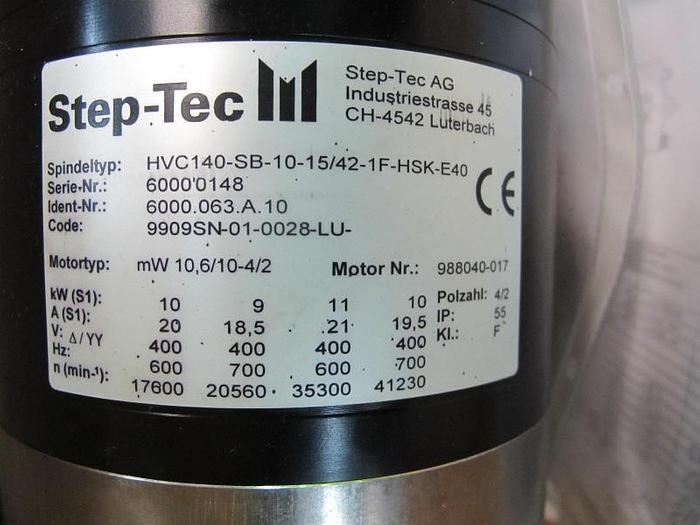 Step-Tec
Step-Tec AG
Industriestrasse 45
CH-4542 Luterbach
Spindeltyp: HVC140-SB-10-15/42-1F-HSK-E40
Serie-Nr.: 6000'0148
Ident-Nr.: 6000.063.A.10
Code: 9909SN-01-0028-LU-
CE
Motortyp: mW 10,6/10-4/2 Motor Nr.: 988040-017
kW (S1): 10 9 11 10 Polzahl: 4/2
A (S1): 20 18,5 21 19,5 IP: 55
V: Δ/YY 400 400 400 400 Kl.: F
Hz: 600 700 600 700
n (min-¹): 17600 20560 35300 41230